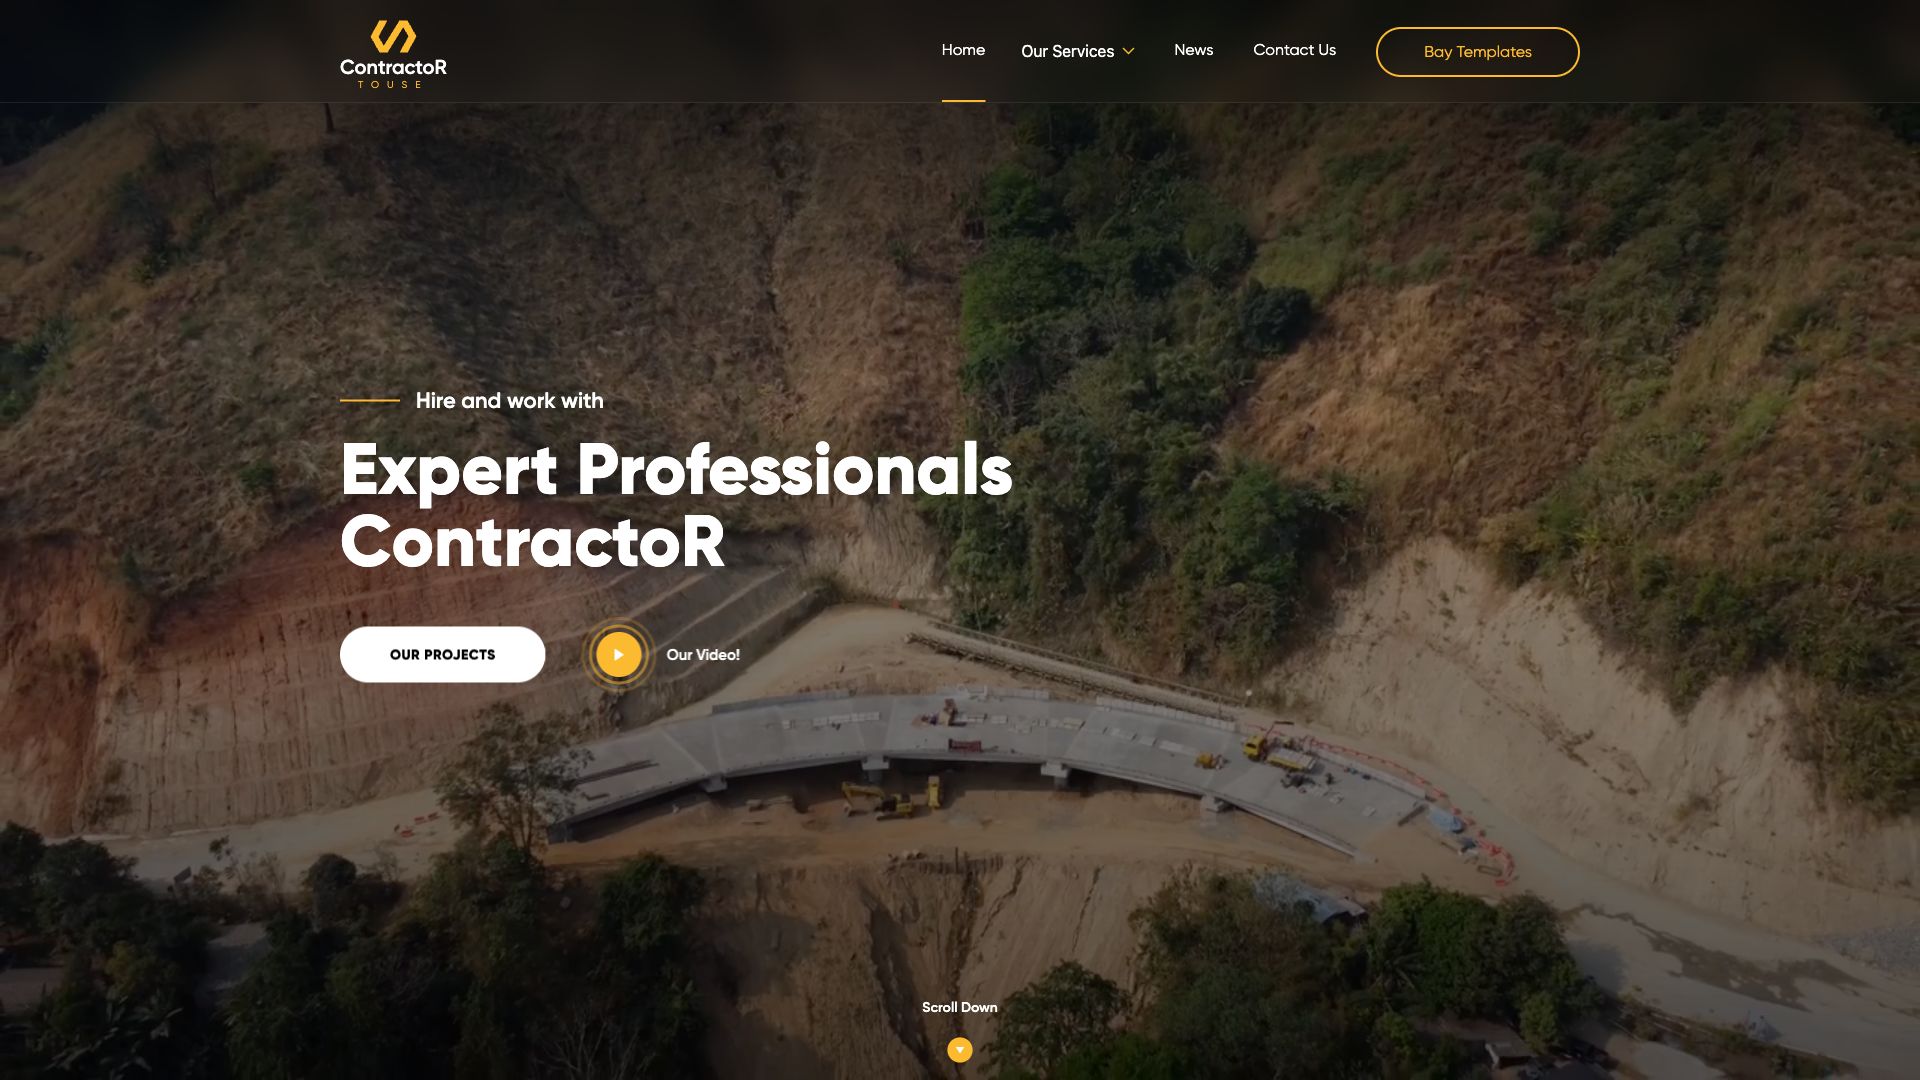 ContractoR
TOUSE
Home
Our Services
News
Contact Us
Bay Templates
Hire and work with
Expert Professionals
ContractoR
OUR PROJECTS
Our Video!
Scroll Down